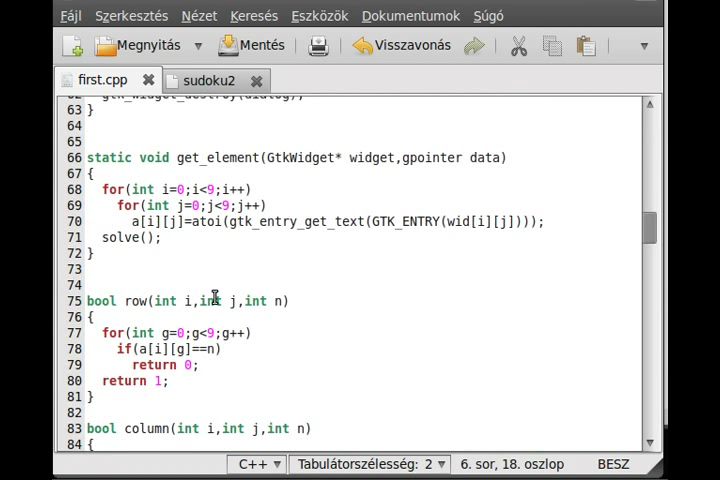 Fájl Szerkesztés Nézet Keresés Eszközök Dokumentumok Súgó
Megnyitás Mentés Visszavonás
first.cpp sudoku2
62 gtk_widget_destroy(dialog);
63 }
64
65
66 static void get_element(GtkWidget* widget,gpointer data)
67 {
68 for(int i=0;i<9;i++)
69 for(int j=0;j<9;j++)
70 a[i][j]=atoi(gtk_entry_get_text(GTK_ENTRY(wid[i][j])));
71 solve();
72 }
73
74
75 bool row(int i,int j,int n)
76 {
77 for(int g=0;g<9;g++)
78 if(a[i][g]==n)
79 return 0;
80 return 1;
81 }
82
83 bool column(int i,int j,int n)
84 {
C++ Tabulátorszélesség: 2 6. sor, 18. oszlop BESZ